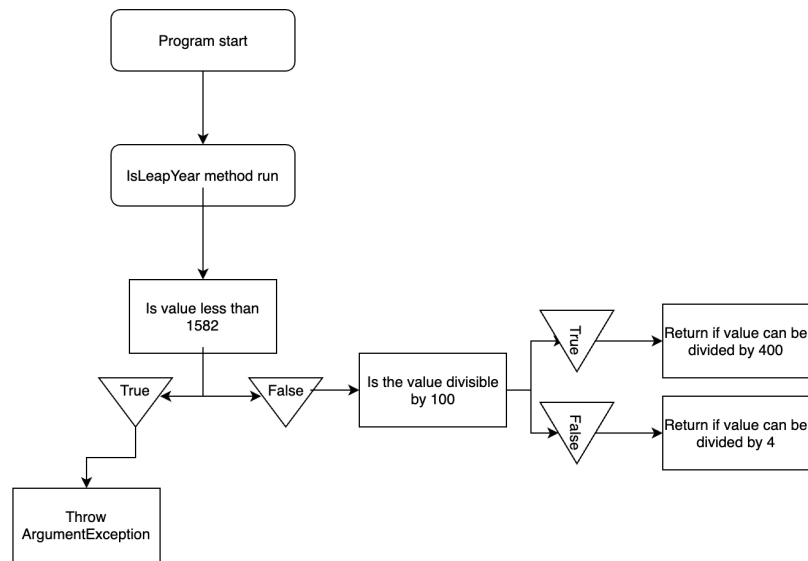 Program start
IsLeapYear method run
Is value less than
1582
True
False
Is the value divisible
by 100
True
Return if value can be
divided by 400
False
Return if value can be
divided by 4
Throw
ArgumentException